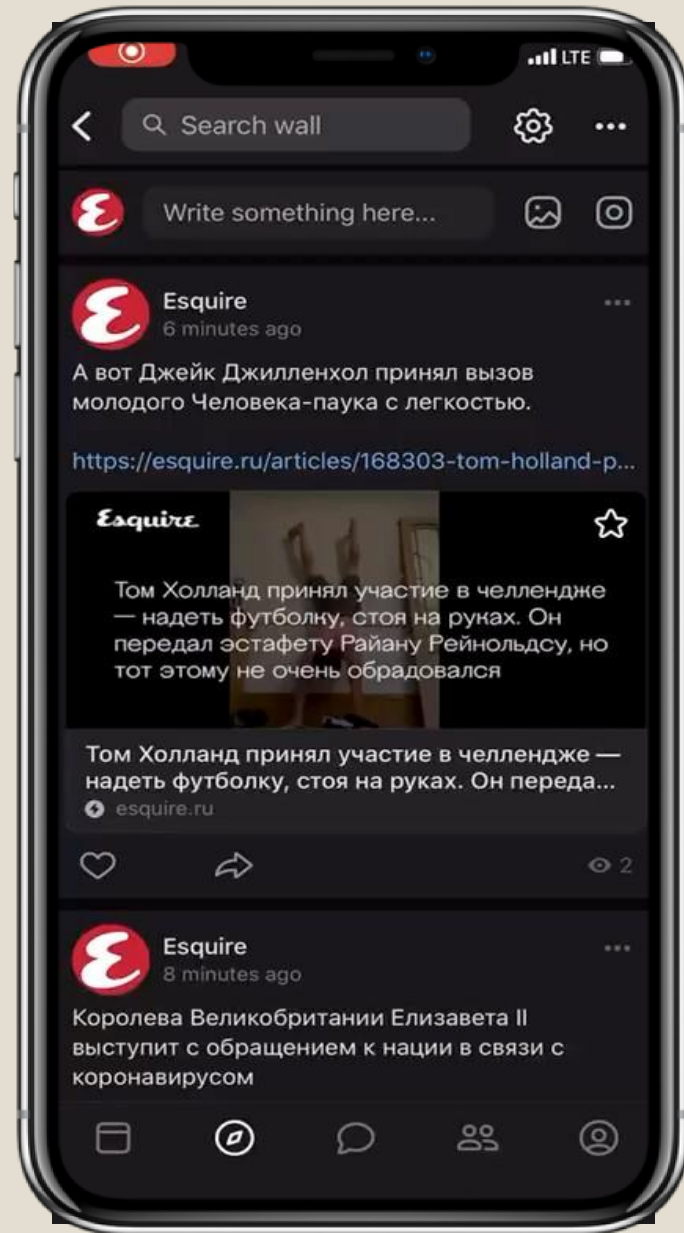 LTE
Search wall
Write something here...
Esquire
6 minutes ago
А вот Джейк Джилленхол принял вызов
молодого Человека-паука с легкостью.
https://esquire.ru/articles/168303-tom-holland-p...
Esquire
Том Холланд принял участие в челлендже
— надеть футболку, стоя на руках. Он
передал эстафету Райану Рейнольдсу, но
тот этому не очень обрадовался
Том Холланд принял участие в челлендже —
надеть футболку, стоя на руках. Он переда...
esquire.ru
2
Esquire
8 minutes ago
Королева Великобритании Елизавета II
выступит с обращением к нации в связи с
коронавирусом